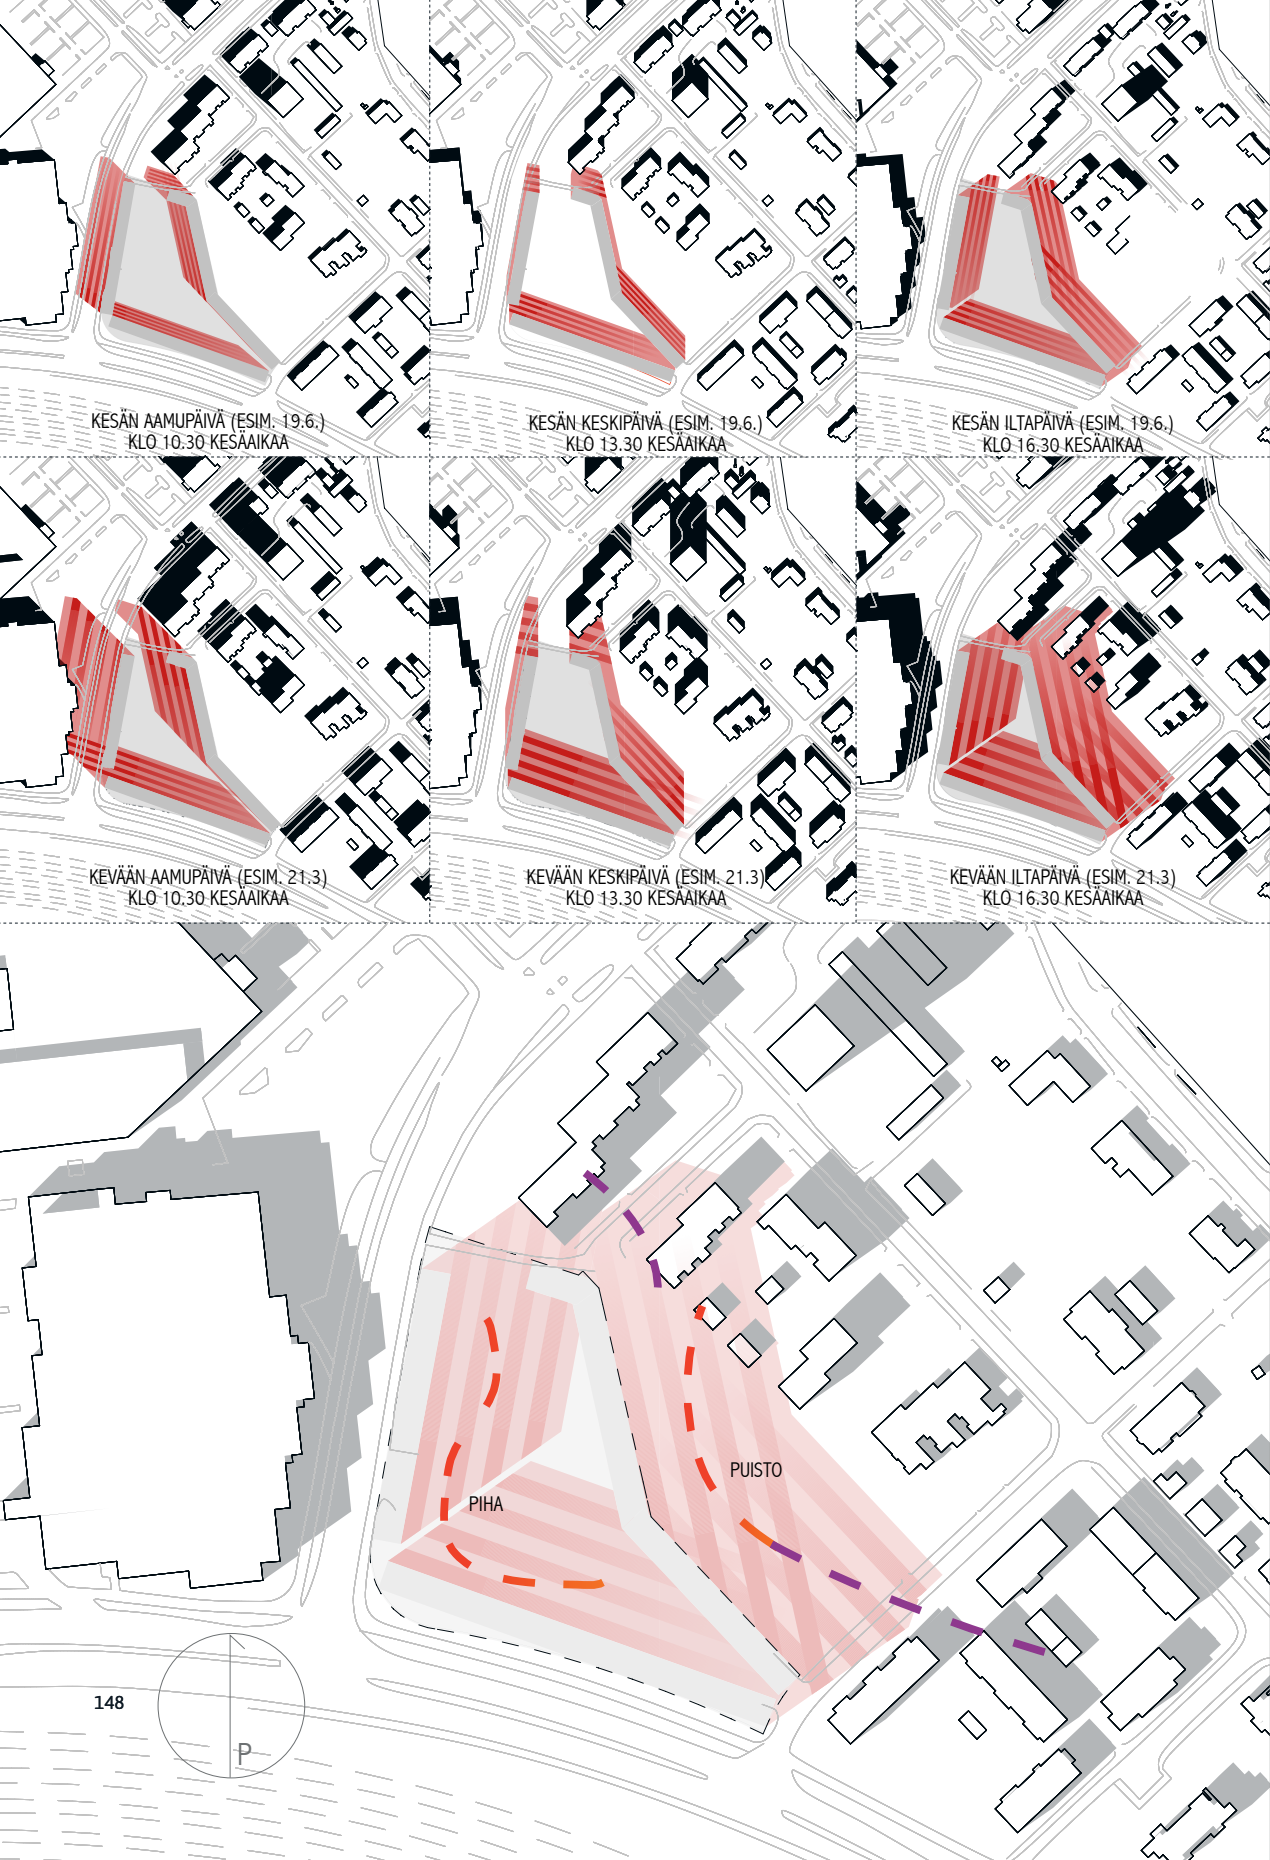 KESÄN AAMUPÄIVÄ (ESIM. 19.6.)
KLO 10.30 KESÄAIKAA
KESÄN KESKIPÄIVÄ (ESIM. 19.6.)
KLO 13.30 KESÄAIKAA
KESÄN ILTAPÄIVÄ (ESIM. 19.6.)
KLO 16.30 KESÄAIKAA
KEVÄÄN AAMUPÄIVÄ (ESIM. 21.3)
KLO 10.30 KESÄAIKAA
KEVÄÄN KESKIPÄIVÄ (ESIM. 21.3)
KLO 13.30 KESÄAIKAA
KEVÄÄN ILTAPÄIVÄ (ESIM. 21.3)
KLO 16.30 KESÄAIKAA
PUISTO
PIHA
148
P